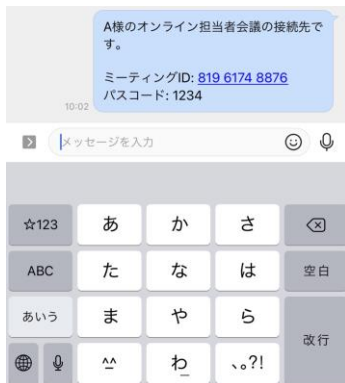 A様のオンライン担当者会議の接続先で
す。
ミーティングID: 819 6174 8876
パスコード: 1234
10:02
メッセージを入力
☆123
あ
か
さ
ABC
た
な
は
空白
あいう
ま
や
ら
改行
^^
わ_
、。?!